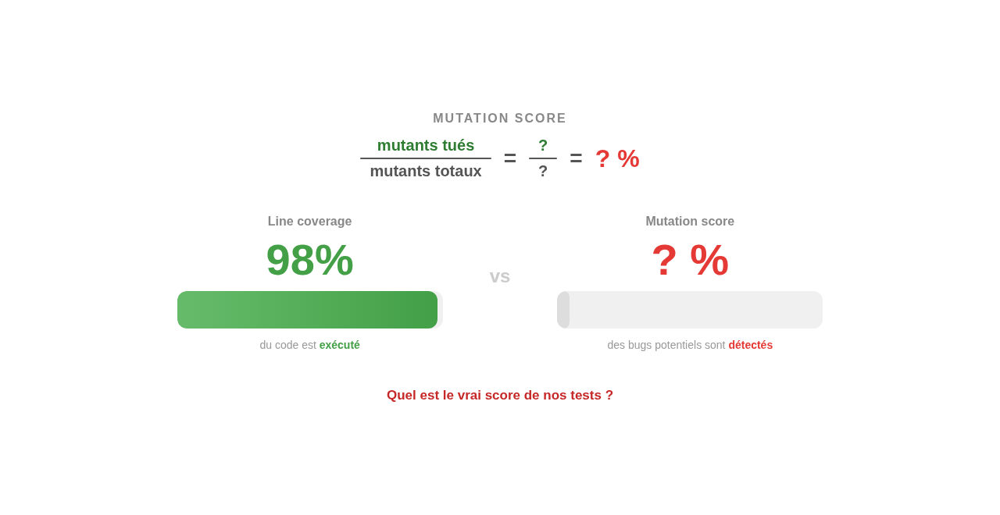 MUTATION SCORE
mutants tués = ? = ? %
mutants totaux ?
Line coverage
98%
du code est exécuté
vs
Mutation score
? %
des bugs potentiels sont détectés
Quel est le vrai score de nos tests ?